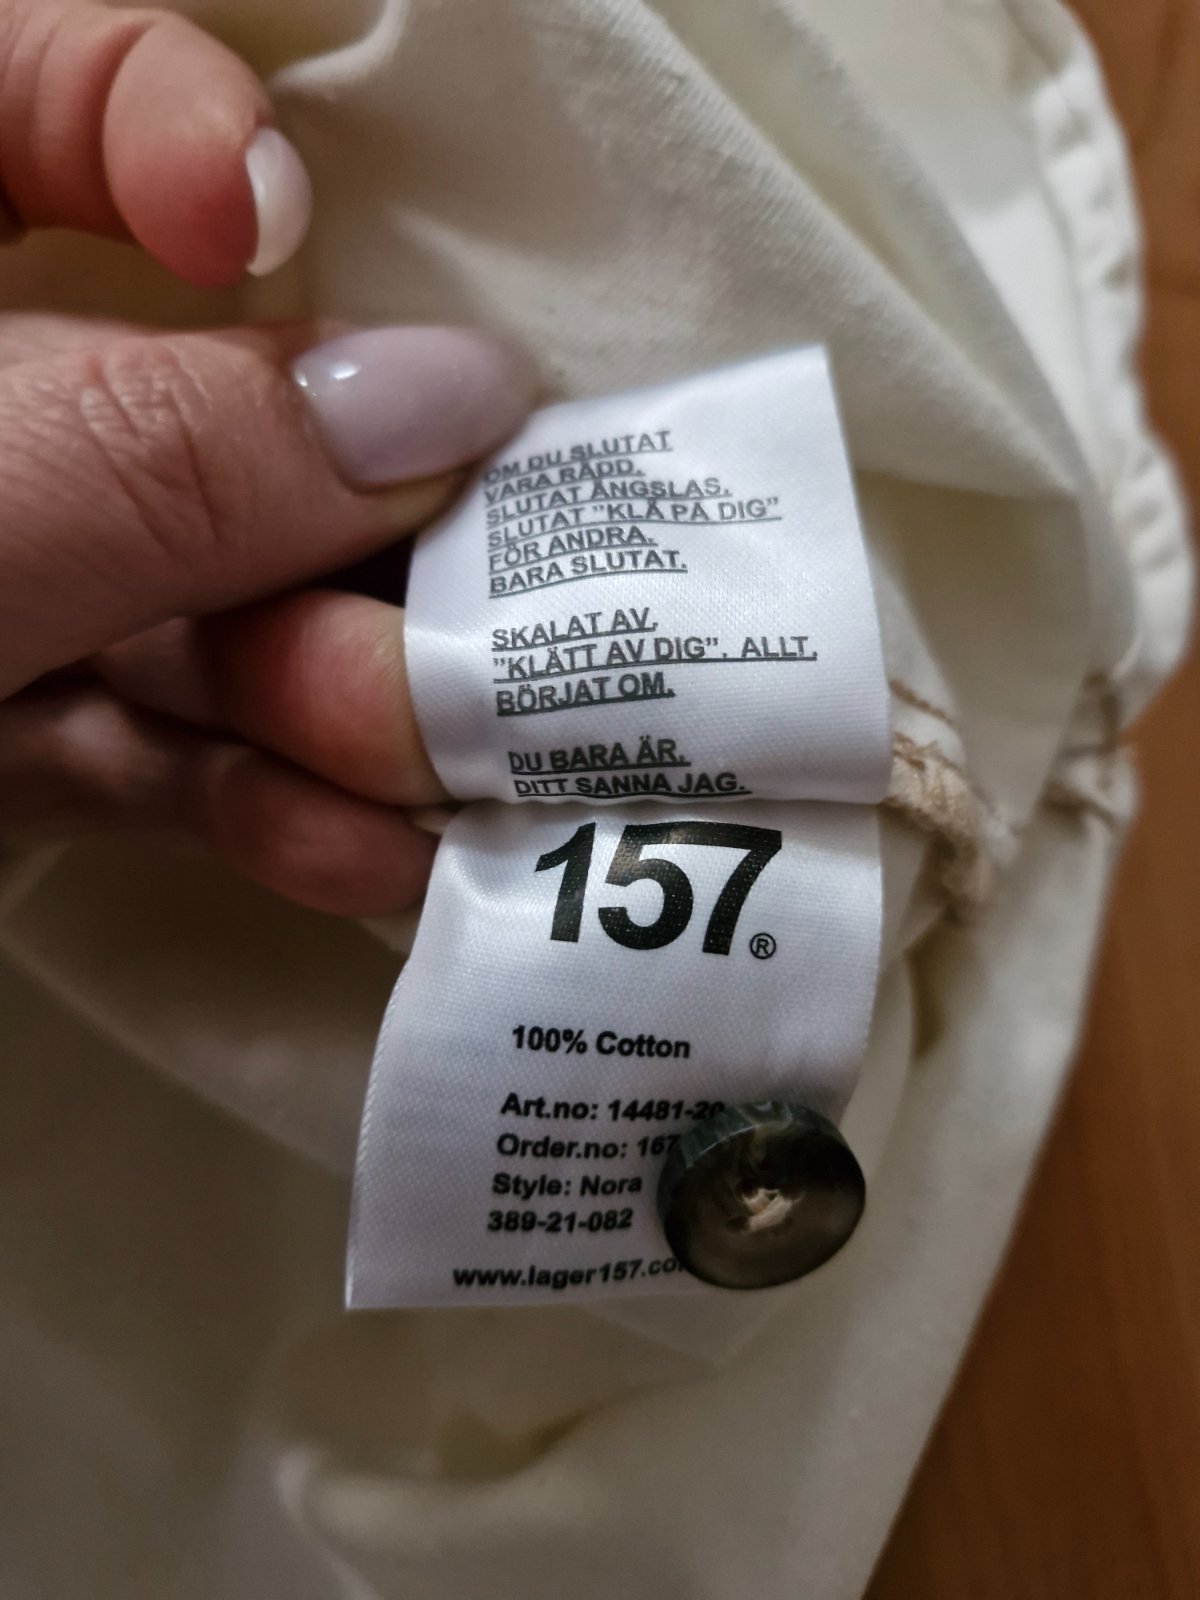 OM DU SLUTAT
VARA RÄDD.
SLUTAT ÄNGSLAS.
SLUTAT ”KLÄ PÅ DIG”
FÖR ANDRA.
BARA SLUTAT.
SKALAT AV.
”KLÄTT AV DIG”. ALLT.
BÖRJAT OM.
DU BARA ÄR.
DITT SANNA JAG.
157®
100% Cotton
Art.no: 14481-20
Order.no: 167
Style: Nora
389-21-082
www.lager157.co